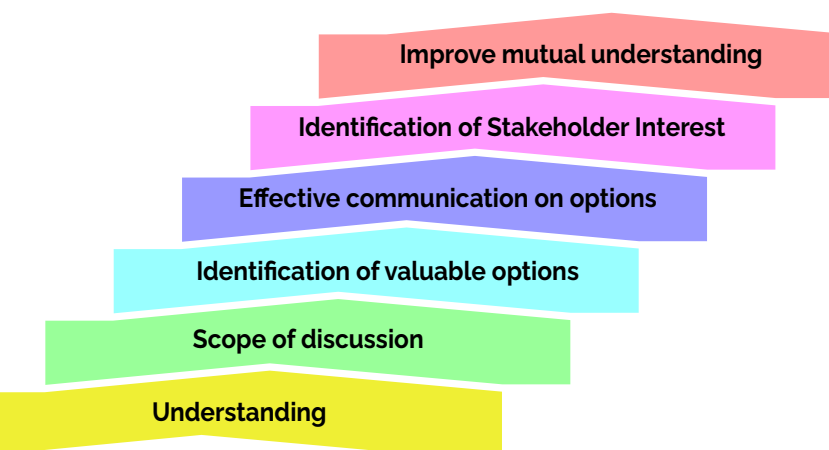 Improve mutual understanding
Identification of Stakeholder Interest
Effective communication on options
Identification of valuable options
Scope of discussion
Understanding